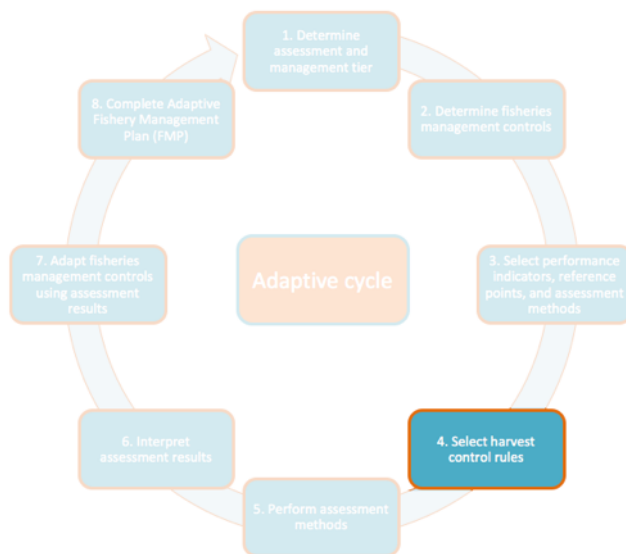 1. Determine
assessment and
management tier
2. Determine fisheries
management controls
3. Select performance
indicators, reference
points, and assessment
methods
4. Select harvest
control rules
5. Perform assessment
methods
6. Interpret
assessment results
7. Adapt fisheries
management controls
using assessment
results
8. Complete Adaptive
Fishery Management
Plan (FMP)
Adaptive cycle